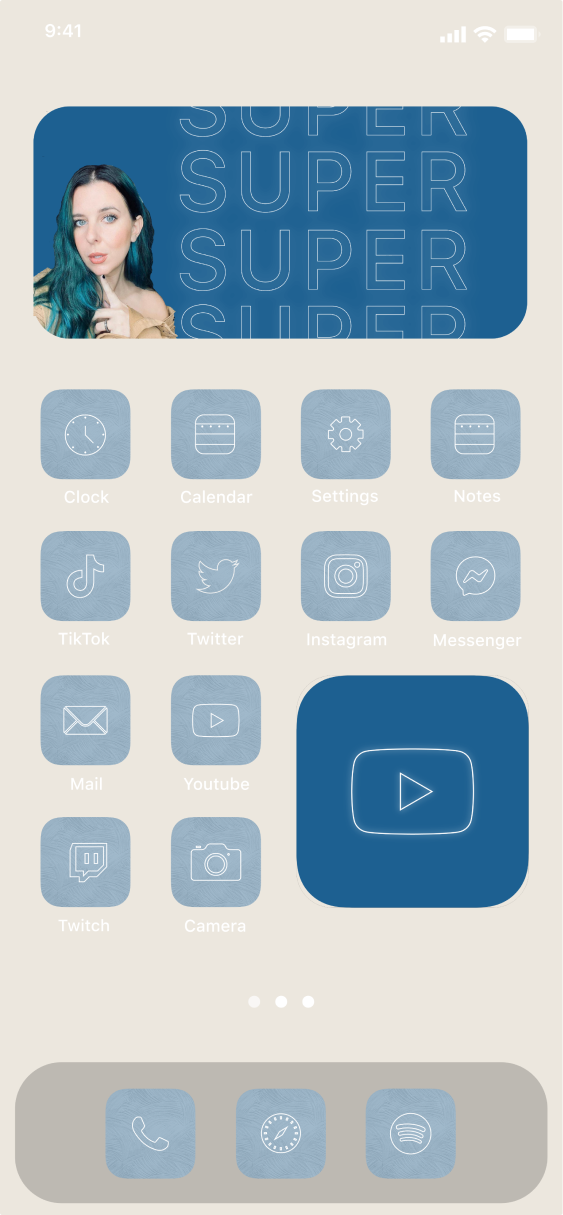 9:41
SUPER
SUPER
SUPER
SUPER
Clock
Calendar
Settings
Notes
TikTok
Twitter
Instagram
Messenger
Mail
Youtube
Twitch
Camera